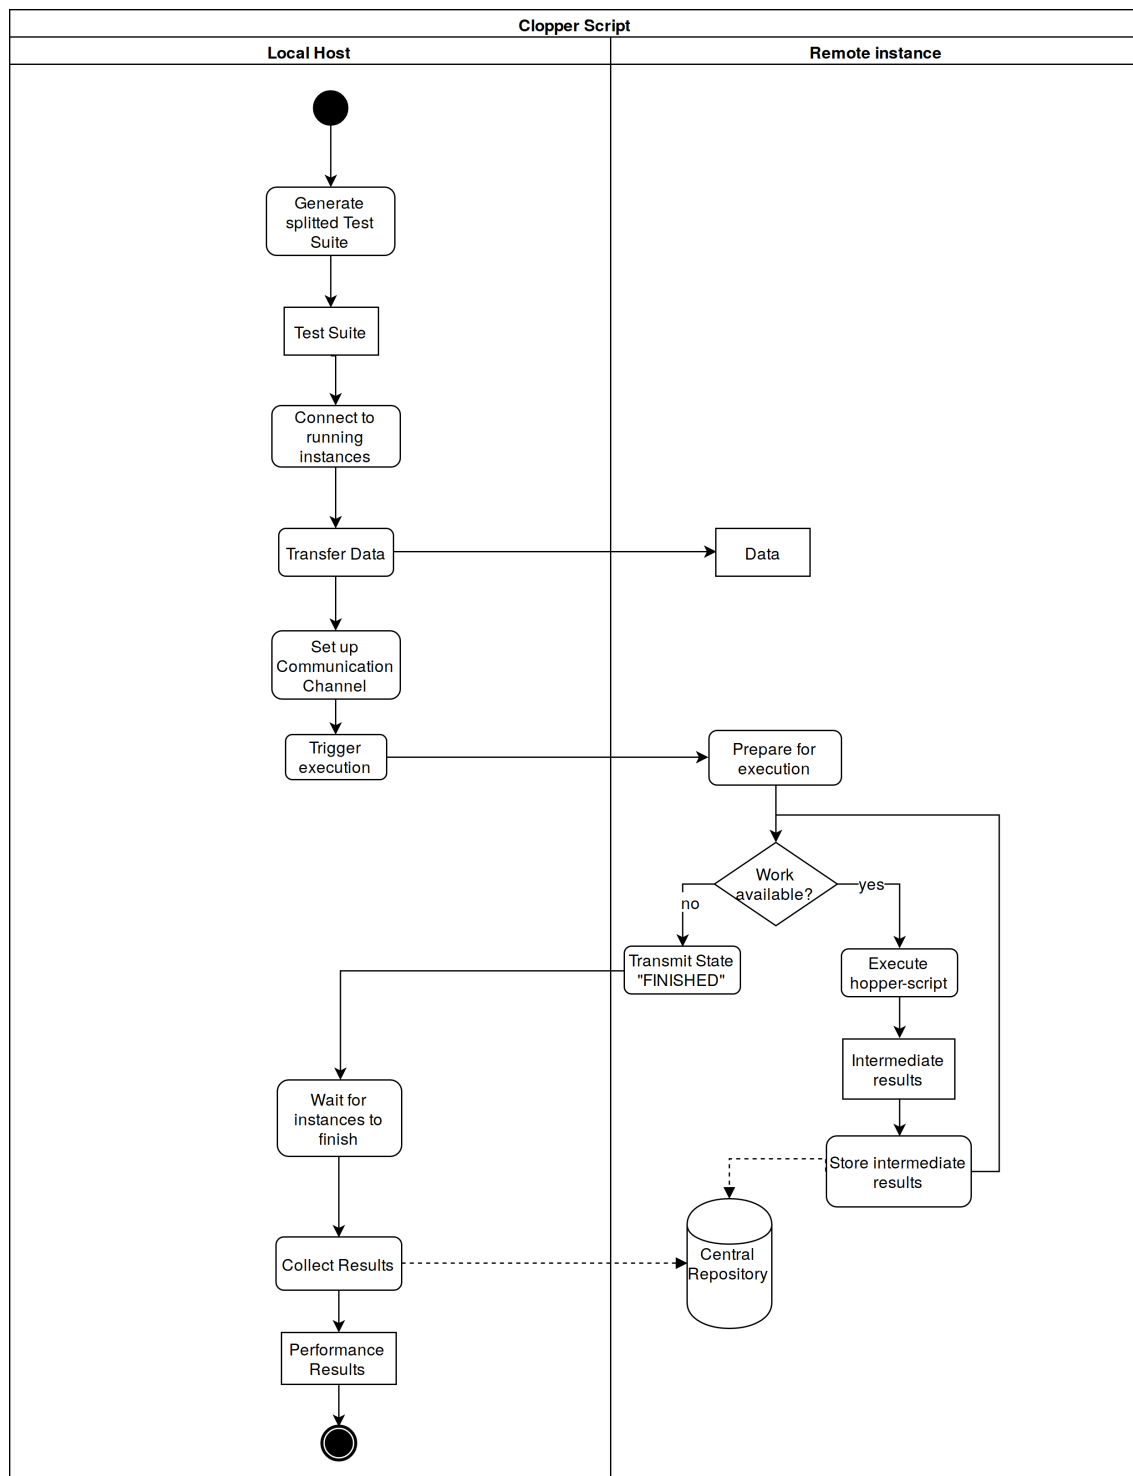 Clopper Script
Local Host
Remote instance
Generate
splitted Test
Suite
Test Suite
Connect to
running
instances
Transfer Data
Data
Set up
Communication
Channel
Trigger
execution
Prepare for
execution
Work
available?
no
yes
Transmit State
"FINISHED"
Execute
hopper-script
Intermediate
results
Wait for
instances to
finish
Store intermediate
results
Collect Results
Central
Repository
Performance
Results